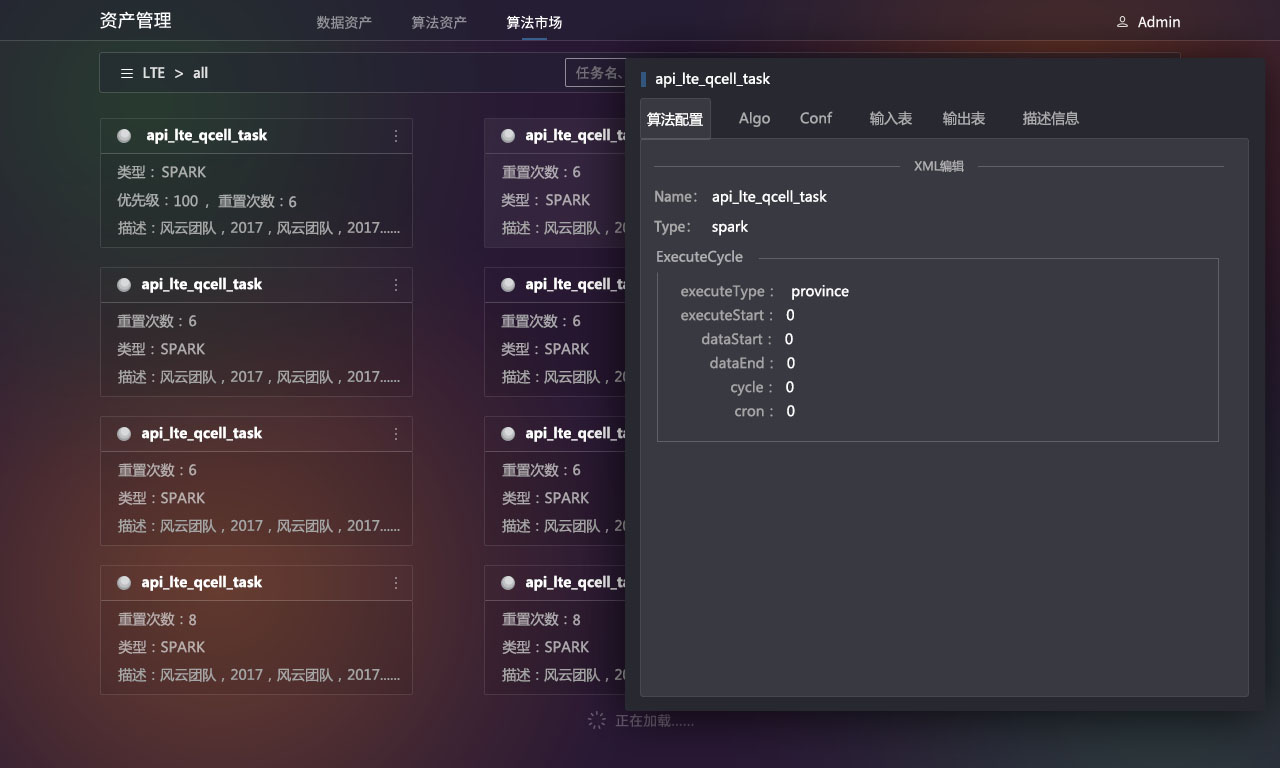 资产管理
数据资产
算法资产
算法市场
Admin
LTE > all
任务名、
api_lte_qcell_task
类型：SPARK
优先级：100 ，重置次数：6
描述：风云团队，2017，风云团队，2017......
api_lte_qcell_ta
重置次数：6
类型：SPARK
描述：风云团队，20
api_lte_qcell_task
重置次数：6
类型：SPARK
描述：风云团队，2017，风云团队，2017......
api_lte_qcell_ta
重置次数：6
类型：SPARK
描述：风云团队，20
api_lte_qcell_task
重置次数：6
类型：SPARK
描述：风云团队，2017，风云团队，2017......
api_lte_qcell_ta
重置次数：6
类型：SPARK
描述：风云团队，20
api_lte_qcell_task
重置次数：8
类型：SPARK
描述：风云团队，2017，风云团队，2017......
api_lte_qcell_ta
重置次数：8
类型：SPARK
描述：风云团队，20
正在加载......
api_lte_qcell_task
算法配置
Algo
Conf
输入表
输出表
描述信息
XML编辑
Name： api_lte_qcell_task
Type： spark
ExecuteCycle
executeType： province
executeStart： 0
dataStart： 0
dataEnd： 0
cycle： 0
cron： 0